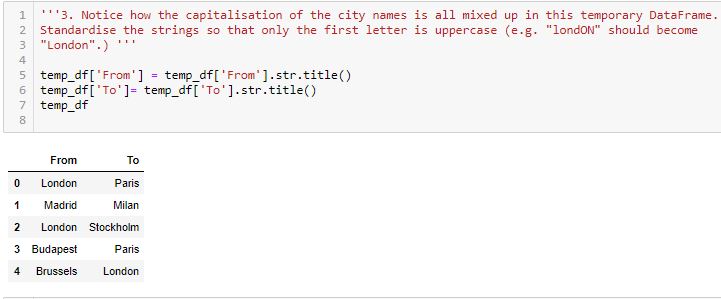 1 '''3. Notice how the capitalisation of the city names is all mixed up in this temporary DataFrame.
2 Standardise the strings so that only the first letter is uppercase (e.g. "londON" should become
3 "London".) '''
4
5 temp_df['From'] = temp_df['From'].str.title()
6 temp_df['To']= temp_df['To'].str.title()
7 temp_df
8
From To
0 London Paris
1 Madrid Milan
2 London Stockholm
3 Budapest Paris
4 Brussels London